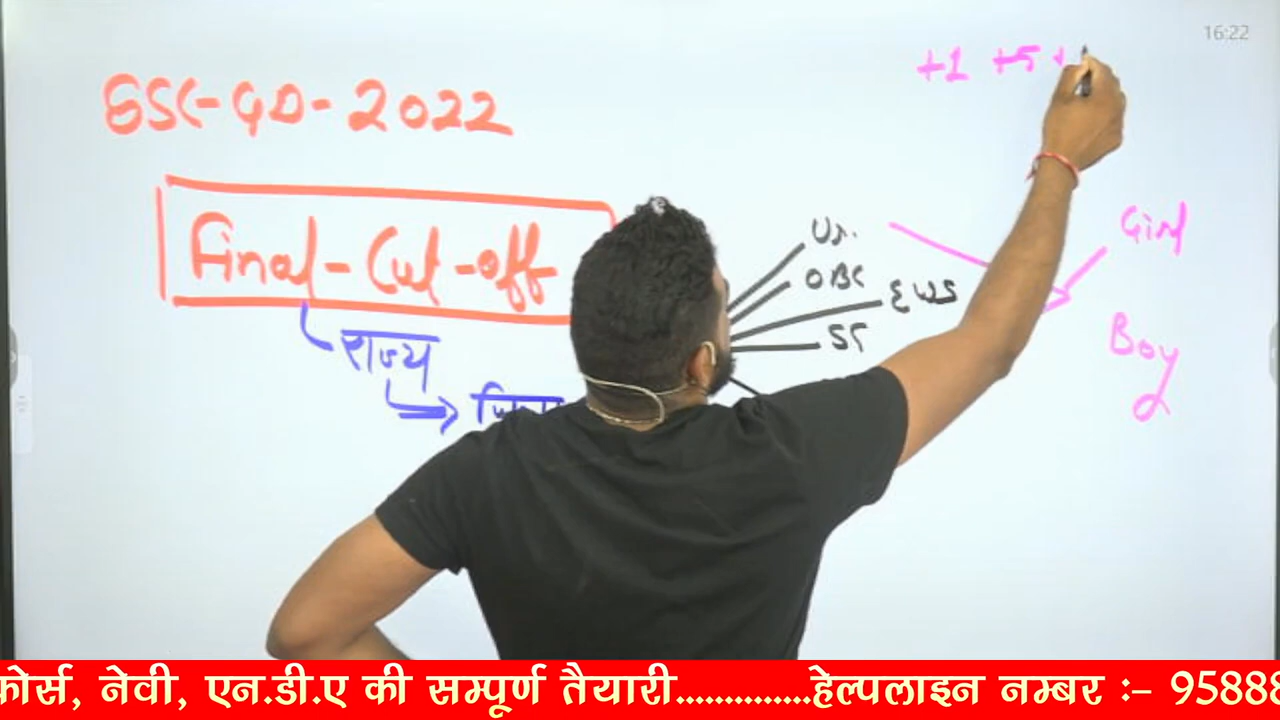 16:22
+1 +5 +
SSC-GD-2022
Final-Cut-off
Ur.
OBC
EWS
SC
Girl
Boy
राज्य
फोर्स, नेवी, एन.डी.ए की सम्पूर्ण तैयारी..............हेल्पलाइन नम्बर :- 95888